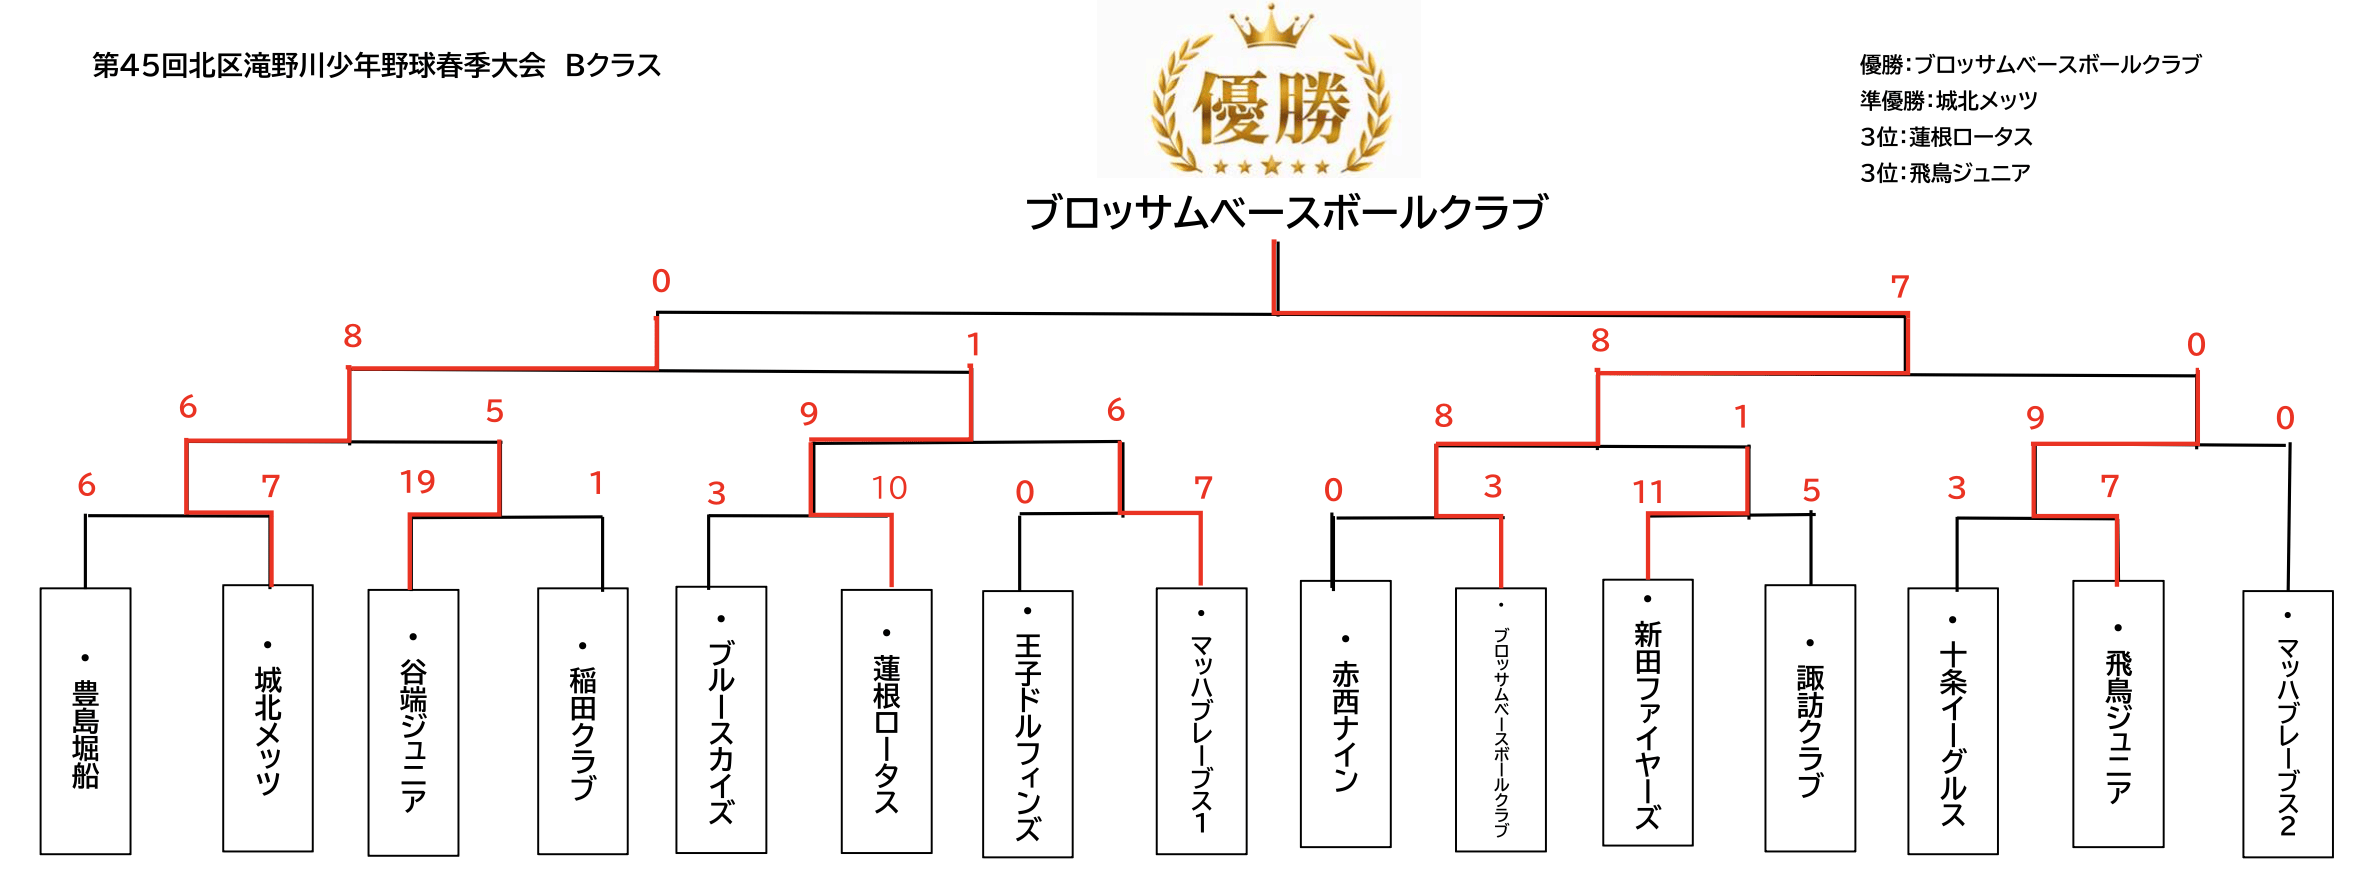 第45回北区滝野川少年野球春季大会 Bクラス
優勝
優勝：ブロッサムベースボールクラブ
準優勝：城北メッツ
3位：蓮根ロータス
3位：飛鳥ジュニア
ブロッサムベースボールクラブ
0
7
8
1
8
0
6
5
9
6
8
1
9
0
6
7
19
1
3
10
0
7
0
3
11
5
3
7
・豊島堀船
・城北メッツ
・谷端ジュニア
・稲田クラブ
・ブルースカイズ
・蓮根ロータス
・王子ドルフィンズ
・マッハブレーブス1
・赤西ナイン
・ブロッサムベースボールクラブ
・新田ファイヤーズ
・諏訪クラブ
・十条イーグルス
・飛鳥ジュニア
・マッハブレーブス2